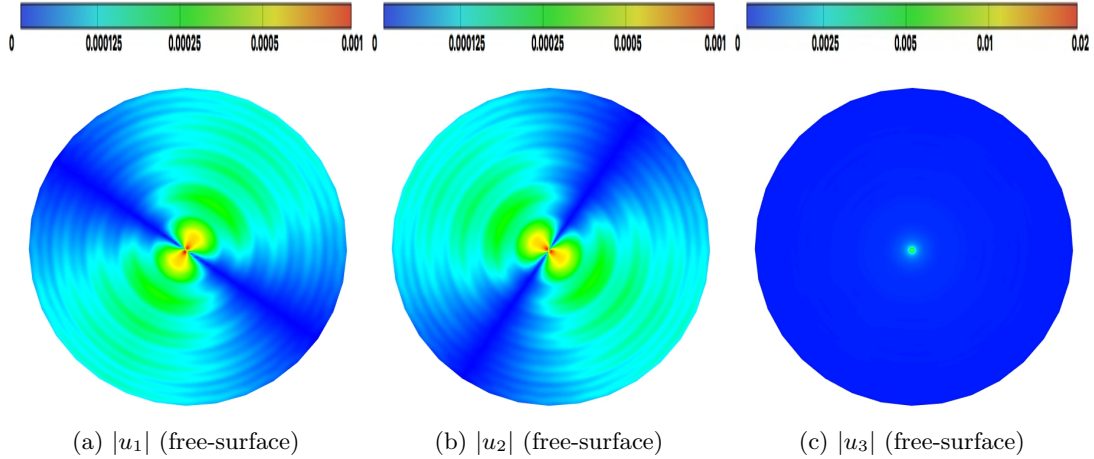 0 0.000125 0.00025 0.0005 0.001
0 0.000125 0.00025 0.0005 0.001
0 0.0025 0.005 0.01 0.02
(a) |u₁| (free-surface)
(b) |u₂| (free-surface)
(c) |u₃| (free-surface)